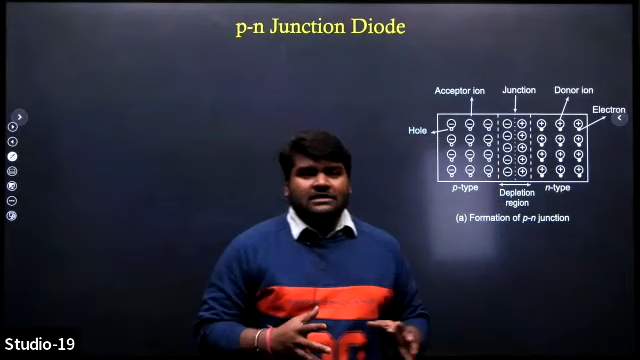 p-n Junction Diode
Acceptor ion
Junction
Donor ion
Electron
Hole
p-type
Depletion
region
n-type
(a) Formation of p-n junction
Studio-19